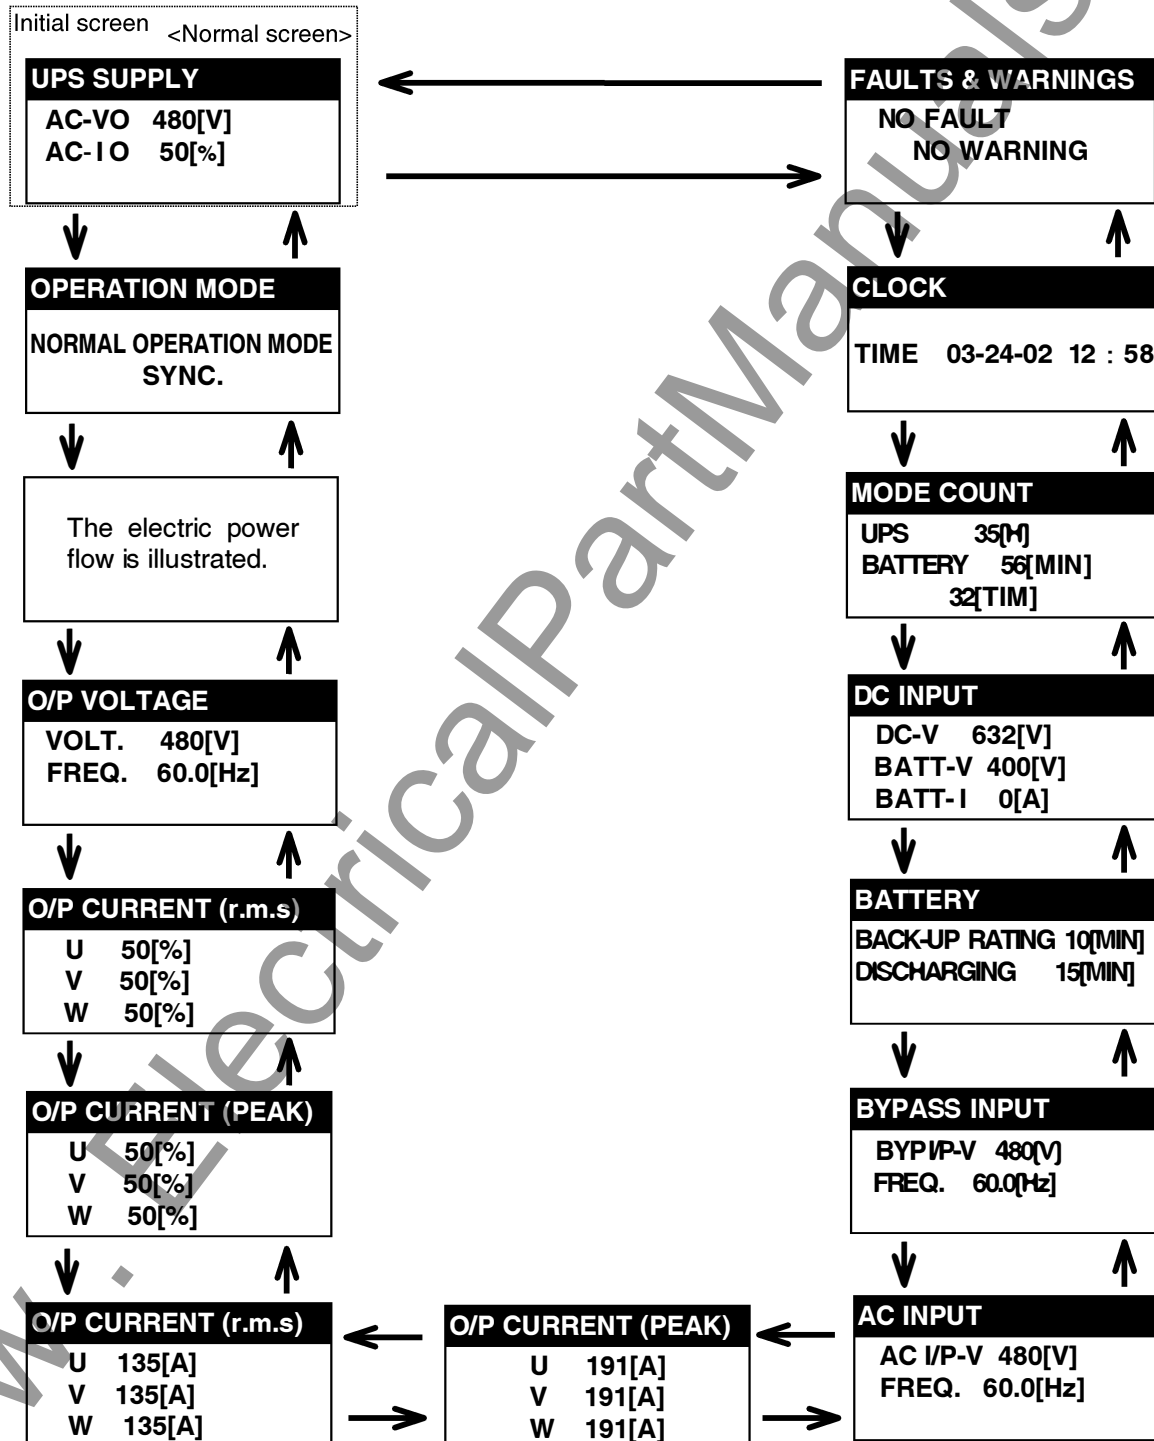 Initial screen
<Normal screen>
UPS SUPPLY
AC-VO 480[V]
AC-IO 50[%]
OPERATION MODE
NORMAL OPERATION MODE
SYNC.
The electric power
flow is illustrated.
O/P VOLTAGE
VOLT. 480[V]
FREQ. 60.0[Hz]
O/P CURRENT (r.m.s)
U 50[%]
V 50[%]
W 50[%]
O/P CURRENT (PEAK)
U 50[%]
V 50[%]
W 50[%]
O/P CURRENT (r.m.s)
U 135[A]
V 135[A]
W 135[A]
O/P CURRENT (PEAK)
U 191[A]
V 191[A]
W 191[A]
FAULTS & WARNINGS
NO FAULT
NO WARNING
CLOCK
TIME 03-24-02 12 : 58
MODE COUNT
UPS 35[H]
BATTERY 56[MIN]
32[TIM]
DC INPUT
DC-V 632[V]
BATT-V 400[V]
BATT-I 0[A]
BATTERY
BACK-UP RATING 10[MIN]
DISCHARGING 15[MIN]
BYPASS INPUT
BYP I/P-V 480[V]
FREQ. 60.0[Hz]
AC INPUT
AC I/P-V 480[V]
FREQ. 60.0[Hz]
w . ElectricalPartManuals